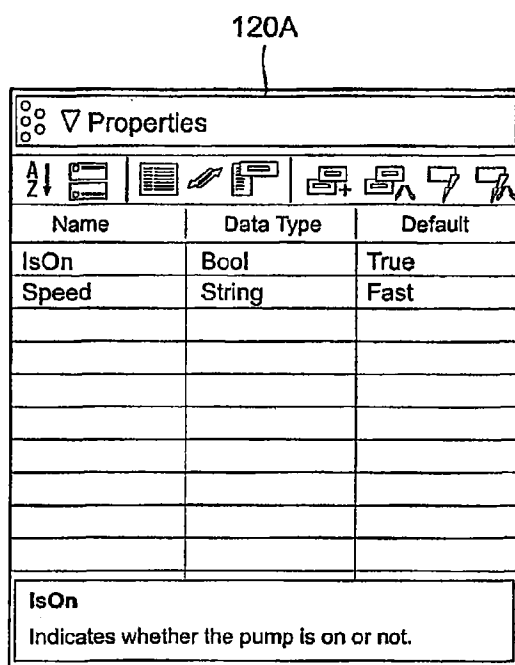 120A
▽ Properties
A Z
Name Data Type Default
IsOn Bool True
Speed String Fast
IsOn
Indicates whether the pump is on or not.